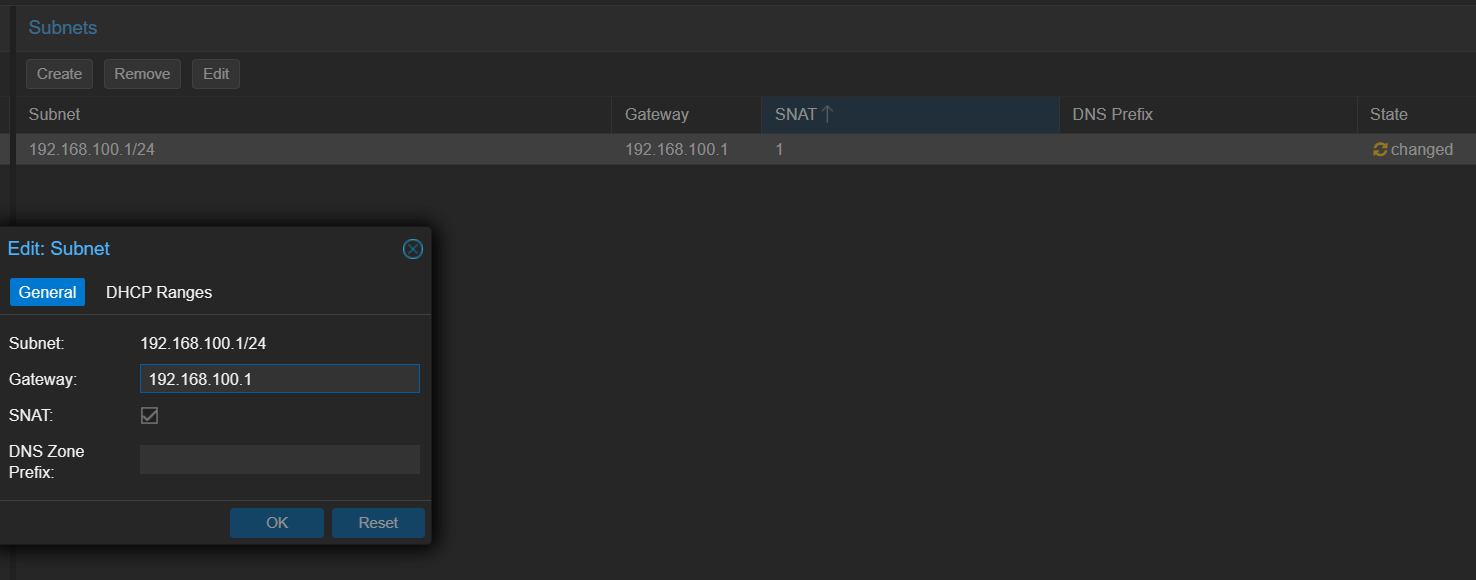 Subnets
Create Remove Edit
Subnet Gateway SNAT DNS Prefix State
192.168.100.1/24 192.168.100.1 1 changed
Edit: Subnet
General DHCP Ranges
Subnet: 192.168.100.1/24
Gateway: 192.168.100.1
SNAT:
DNS Zone
Prefix:
OK Reset